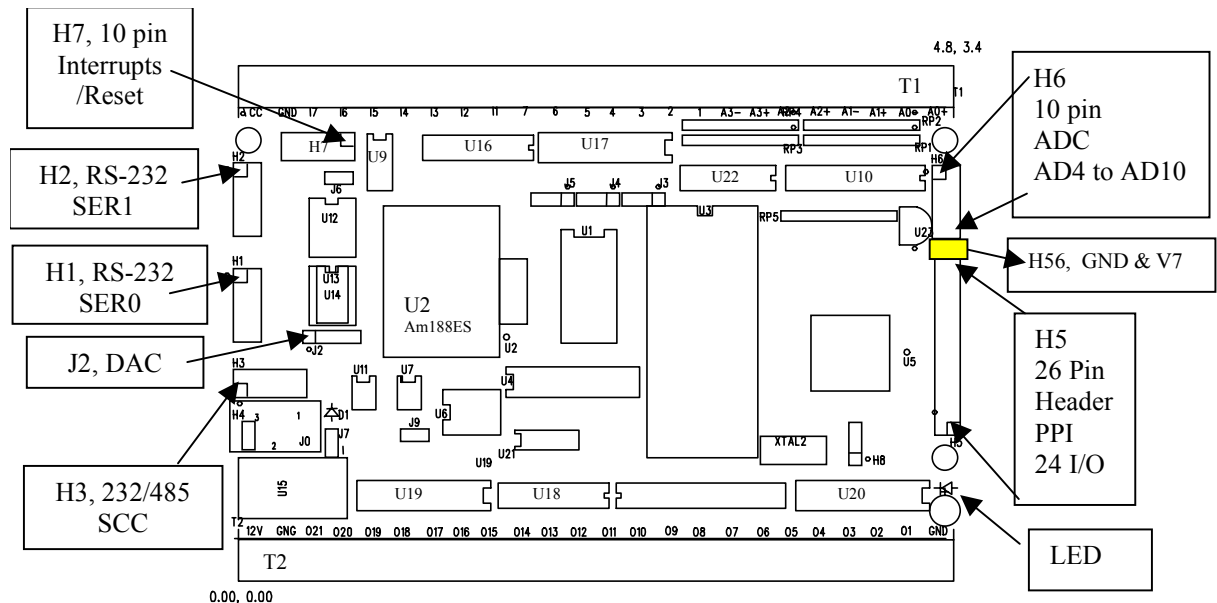 H7, 10 pin
Interrupts
/Reset
4.8, 3.4
T1
T1
H6
10 pin
ADC
AD4 to AD10
GND I7 I6 I5 I4 I3 I2 I1 7 6 5 4 3 2 1 A3- A3+ A2+ A1- A1+ A0+
RP2
H2
H7
U9
U16
U17
RP3
RP1
H6
H2, RS-232
SER1
J6
U22
U10
J5
J4
J3
U12
U1
U3
RP5
H56, GND & V7
H1, RS-232
SER0
H1
U13
U14
U2
Am188ES
U2
U5
J2, DAC
J2
H5
26 Pin
Header
PPI
24 I/O
H3
U11
U7
U4
H4
3
1
2
J0
D1
J7
U6
J9
U21
XTAL2
H8
H5
U19
H3, 232/485
SCC
U15
U19
U18
U20
T2
12V GNG O21 O20 O19 O18 O17 O16 O15 O14 O13 O12 O11 O10 O9 O8 O7 O6 O5 O4 O3 O2 O1 GND
T2
LED
0.00, 0.00